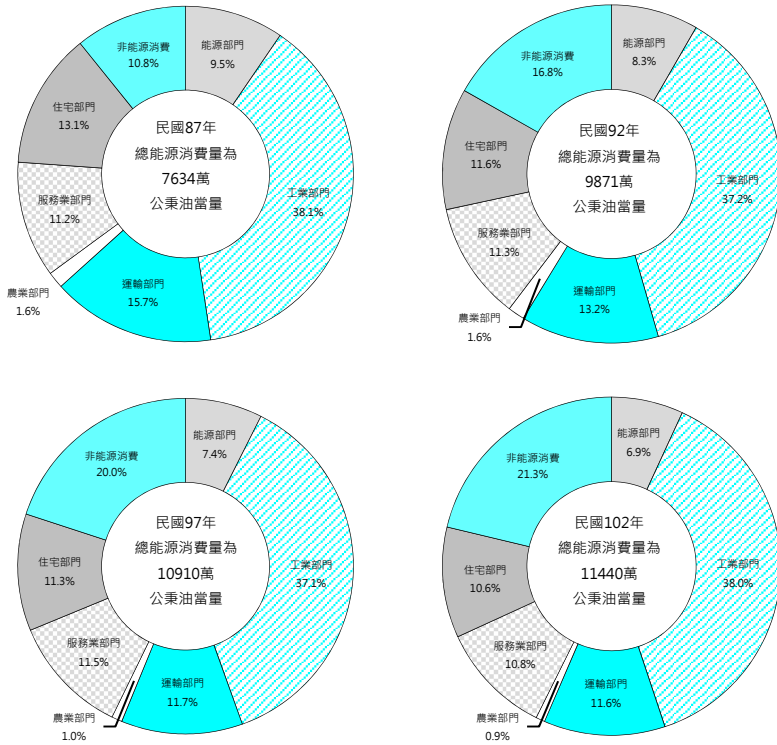 非能源消費
10.8%
能源部門
9.5%
住宅部門
13.1%
民國87年
總能源消費量為
7634萬
公秉油當量
工業部門
38.1%
服務業部門
11.2%
農業部門
1.6%
運輸部門
15.7%
非能源消費
16.8%
能源部門
8.3%
住宅部門
11.6%
民國92年
總能源消費量為
9871萬
公秉油當量
工業部門
37.2%
服務業部門
11.3%
農業部門
1.6%
運輸部門
13.2%
非能源消費
20.0%
能源部門
7.4%
住宅部門
11.3%
民國97年
總能源消費量為
10910萬
公秉油當量
工業部門
37.1%
服務業部門
11.5%
農業部門
1.0%
運輸部門
11.7%
非能源消費
21.3%
能源部門
6.9%
住宅部門
10.6%
民國102年
總能源消費量為
11440萬
公秉油當量
工業部門
38.0%
服務業部門
10.8%
農業部門
0.9%
運輸部門
11.6%